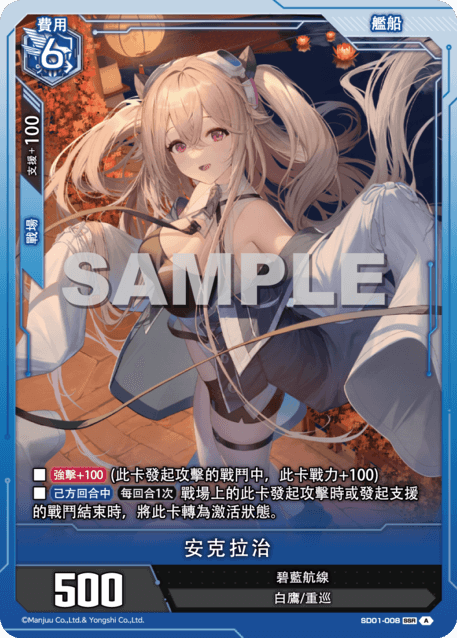 費用
艦船
6
支援+100
戰場
SAMPLE
■ 強擊+100 (此卡發起攻擊的戰鬥中，此卡戰力+100)
■ 己方回合中 每回合1次 戰場上的此卡發起攻擊時或發起支援
的戰鬥結束時，將此卡轉為激活狀態。
安克拉治
500
碧藍航線
白鷹/重巡
©Manjuu Co.,Ltd.& Yongshi Co.,Ltd.
SD01-008 SSR A